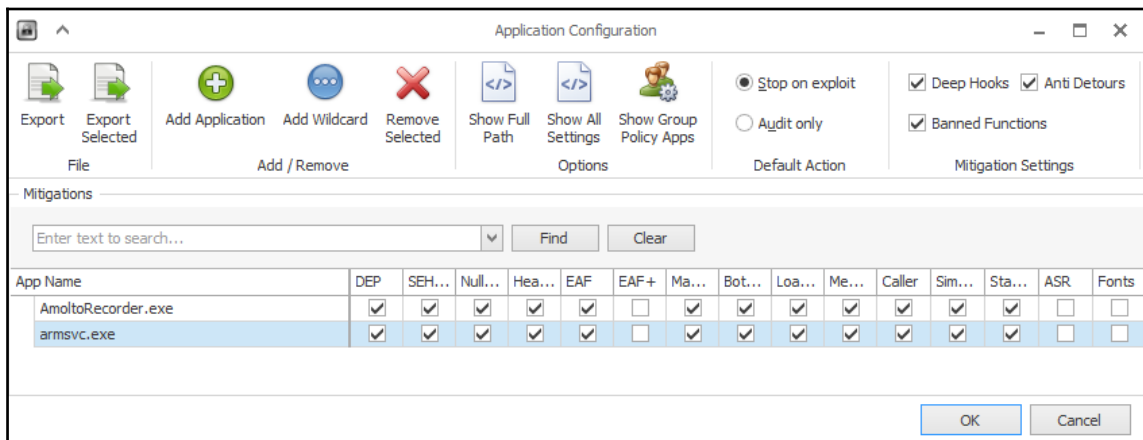 Application Configuration
Export
Export Selected
File
Add Application
Add Wildcard
Remove Selected
Add / Remove
Show Full Path
Show All Settings
Show Group Policy Apps
Options
Stop on exploit
Audit only
Default Action
Deep Hooks
Anti Detours
Banned Functions
Mitigation Settings
Mitigations
Enter text to search...
Find
Clear
App Name DEP SEH... Null... Hea... EAF EAF+ Ma... Bot... Loa... Me... Caller Sim... Sta... ASR Fonts
AmoltoRecorder.exe
armsvc.exe
OK
Cancel